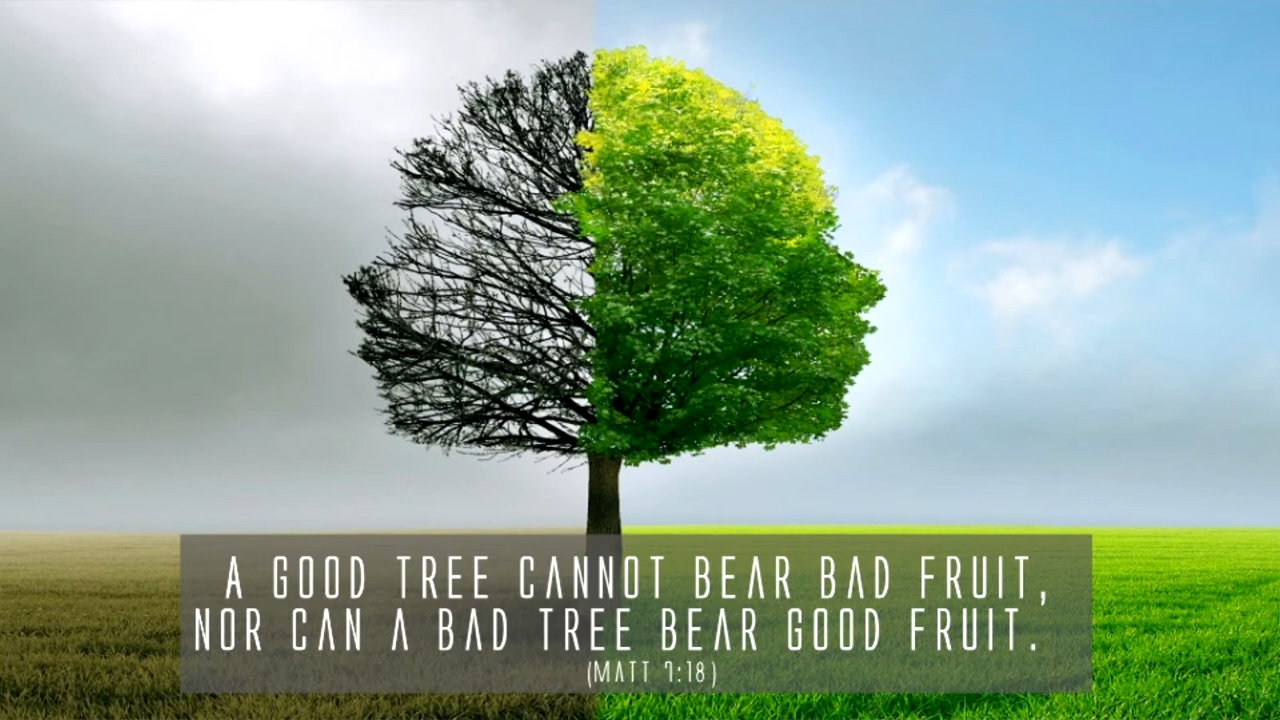 A GOOD TREE CANNOT BEAR BAD FRUIT,
NOR CAN A BAD TREE BEAR GOOD FRUIT.
(MATT 7:18)